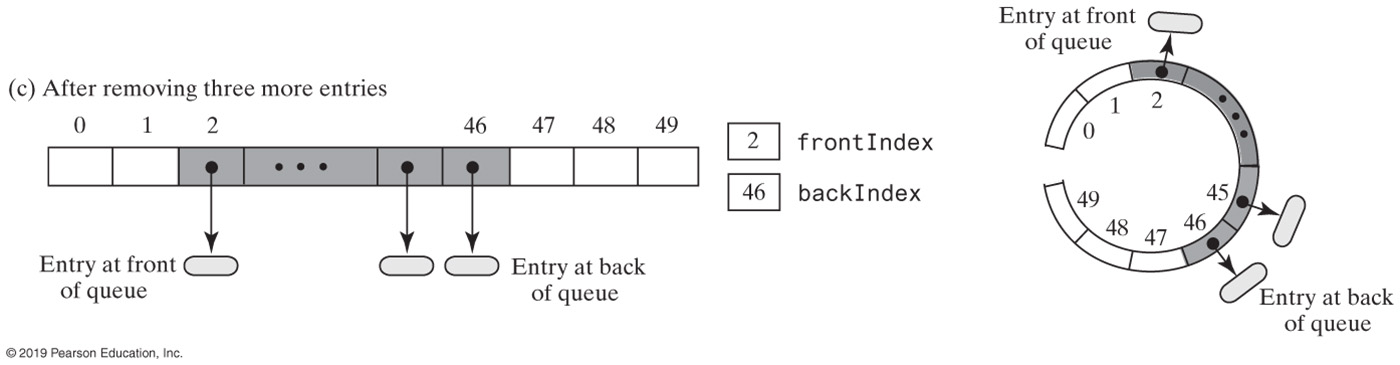 (c) After removing three more entries
0 1 2 46 47 48 49
2 frontIndex
46 backIndex
Entry at front
of queue
Entry at back
of queue
Entry at front
of queue
0
1
2
45
46
47
48
49
Entry at back
of queue
© 2019 Pearson Education, Inc.